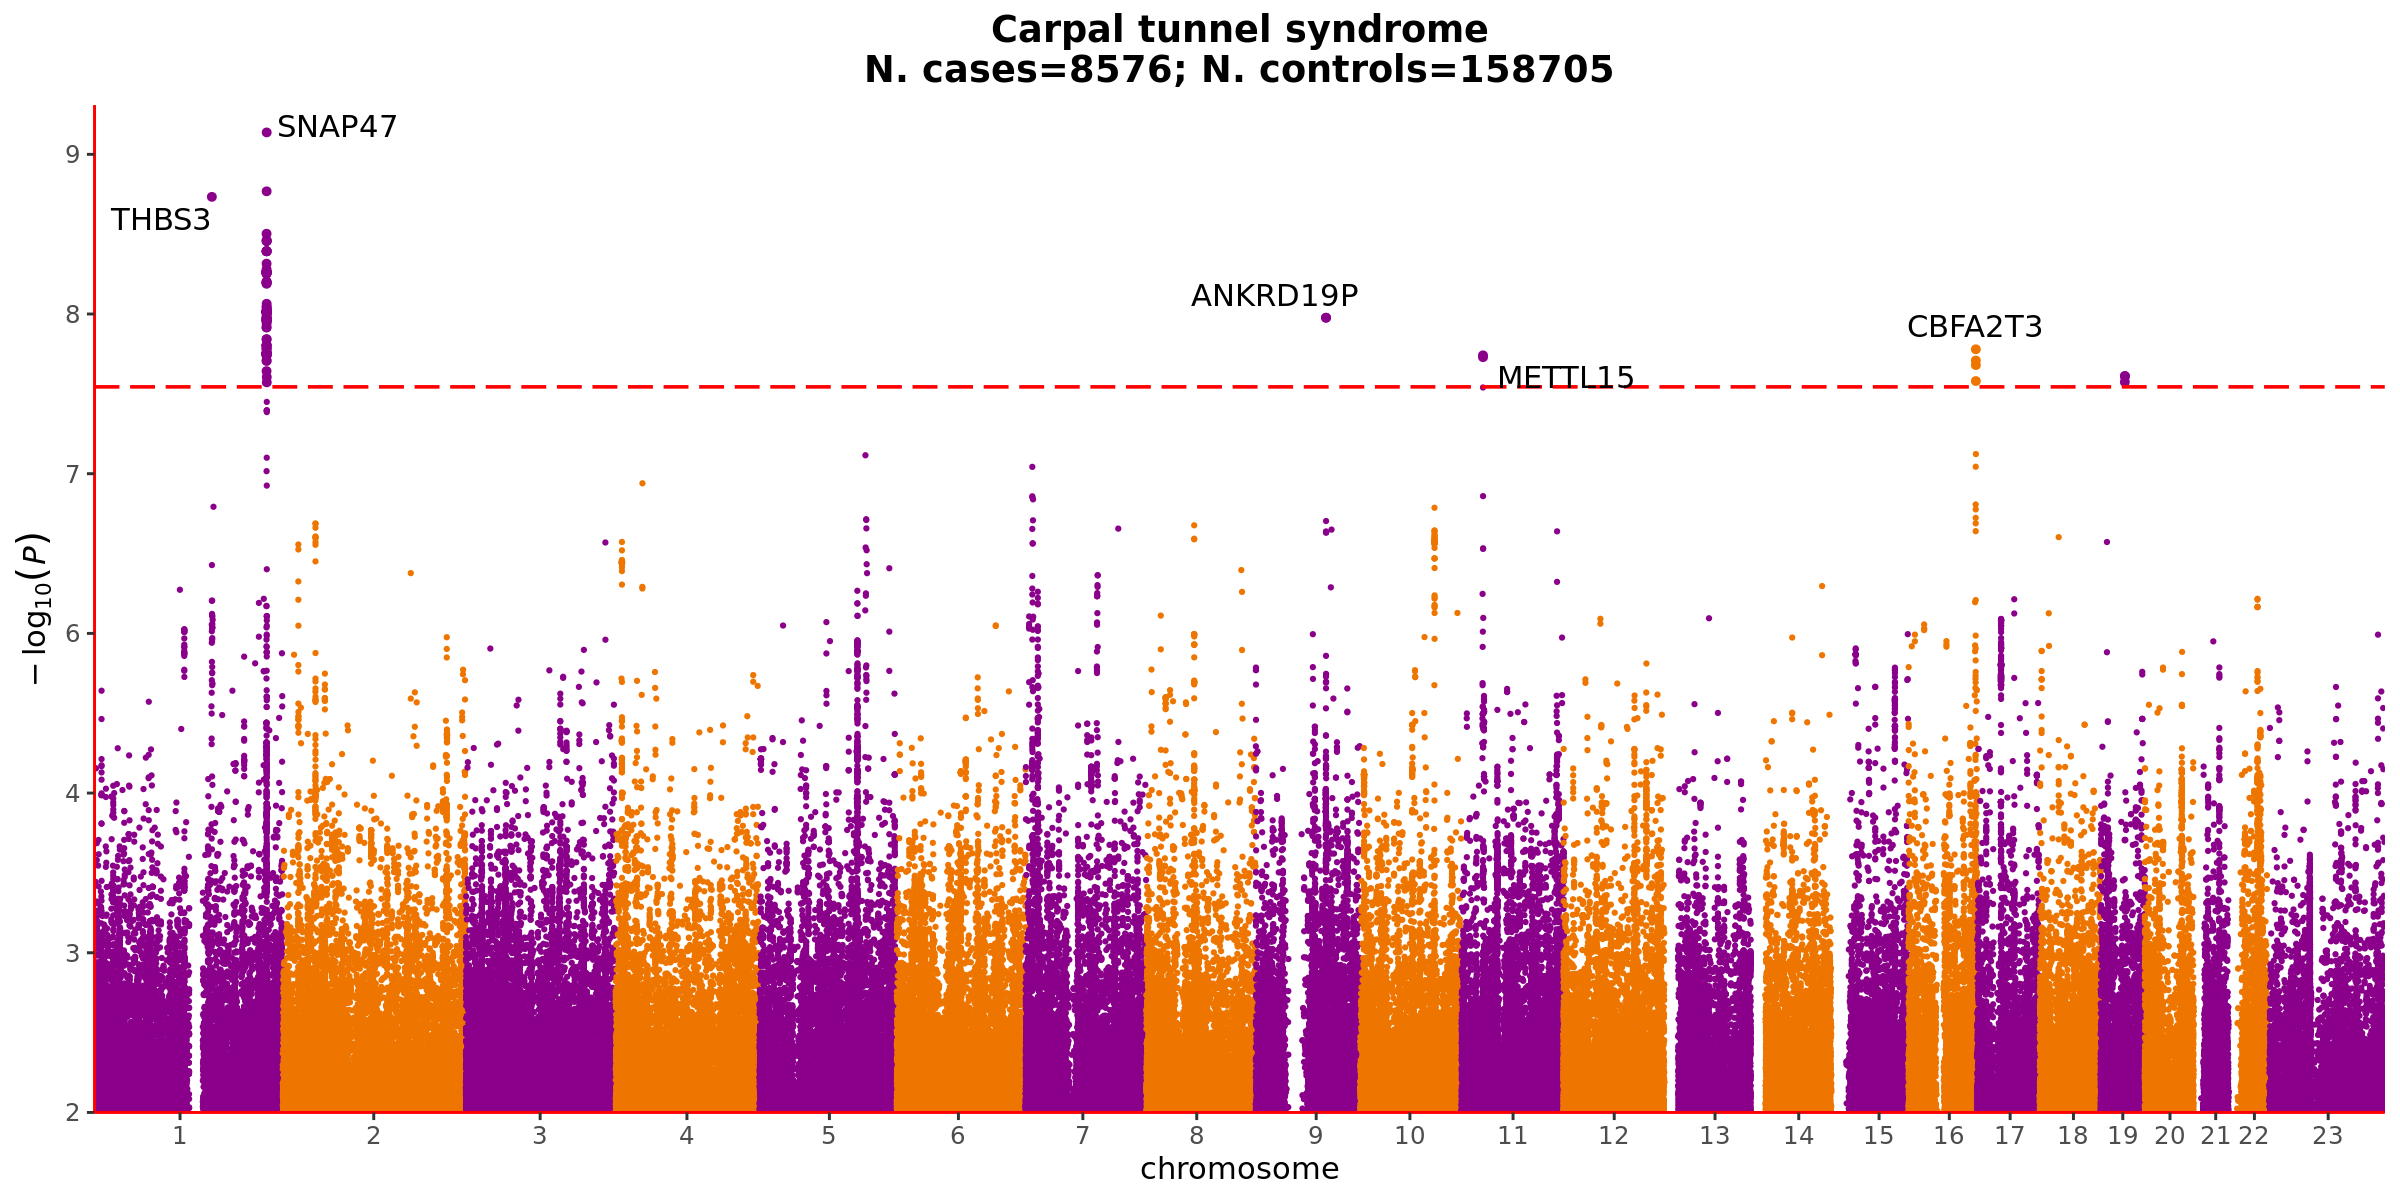 Carpal tunnel syndrome
N. cases=8576; N. controls=158705
SNAP47
THBS3
ANKRD19P
CBFA2T3
METTL15
9
8
7
6
5
4
3
2
−log10(P)
1 2 3 4 5 6 7 8 9 10 11 12 13 14 15 16 17 18 19 20 21 22 23
chromosome